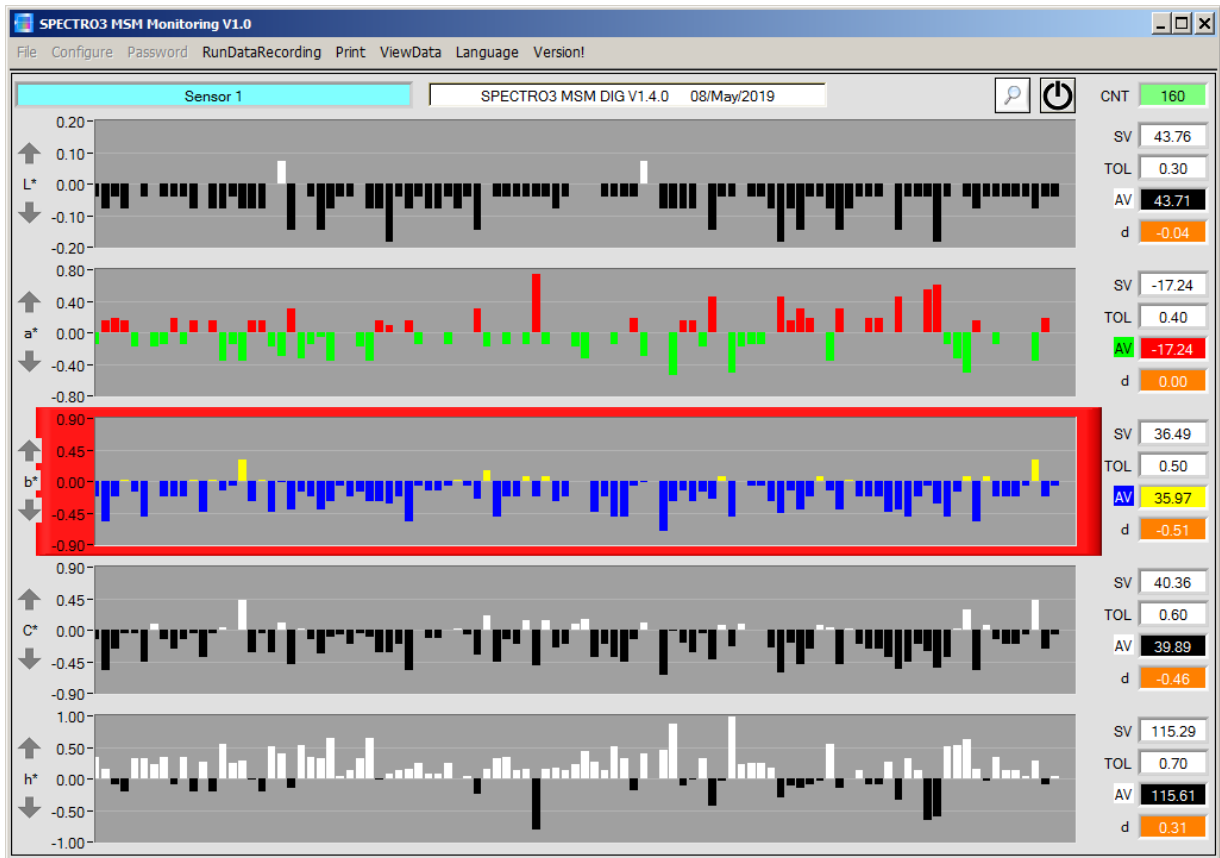 SPECTRO3 MSM Monitoring V1.0
File Configure Password RunDataRecording Print ViewData Language Version!
Sensor 1 SPECTRO3 MSM DIG V1.4.0 08/May/2019 CNT 160
0.20
0.10
L* 0.00
-0.10
-0.20
SV 43.76
TOL 0.30
AV 43.71
d -0.04
0.80
0.40
a* 0.00
-0.40
-0.80
SV -17.24
TOL 0.40
AV -17.24
d 0.00
0.90
0.45
b* 0.00
-0.45
-0.90
SV 36.49
TOL 0.50
AV 35.97
d -0.51
0.90
0.45
C* 0.00
-0.45
-0.90
SV 40.36
TOL 0.60
AV 39.89
d -0.46
1.00
0.50
h* 0.00
-0.50
-1.00
SV 115.29
TOL 0.70
AV 115.61
d 0.31